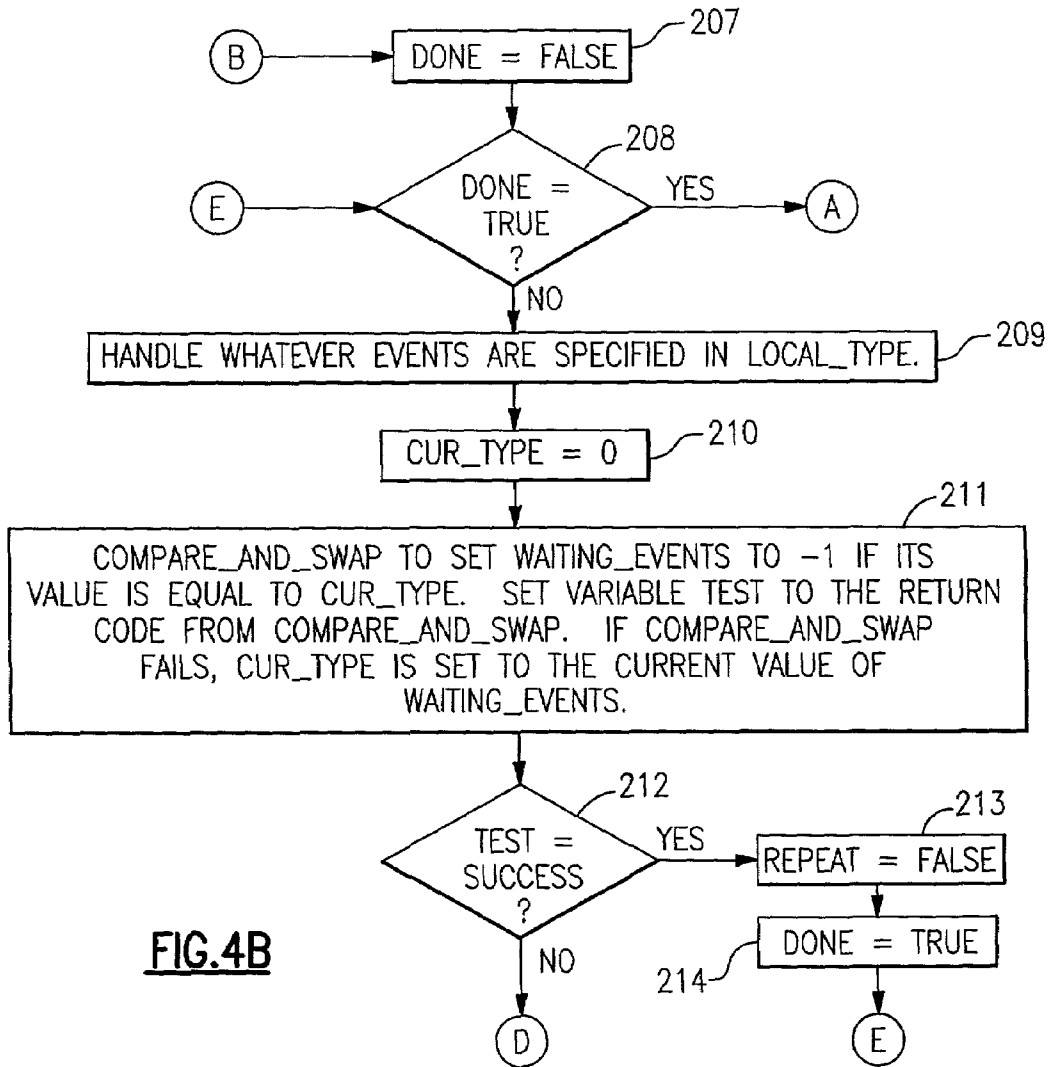 207
B
DONE = FALSE
208
DONE =
TRUE
?
YES
A
E
NO
209
HANDLE WHATEVER EVENTS ARE SPECIFIED IN LOCAL_TYPE.
210
CUR_TYPE = 0
211
COMPARE_AND_SWAP TO SET WAITING_EVENTS TO -1 IF ITS
VALUE IS EQUAL TO CUR_TYPE. SET VARIABLE TEST TO THE RETURN
CODE FROM COMPARE_AND_SWAP. IF COMPARE_AND_SWAP
FAILS, CUR_TYPE IS SET TO THE CURRENT VALUE OF
WAITING_EVENTS.
212
TEST =
SUCCESS
?
YES
213
REPEAT = FALSE
DONE = TRUE
214
NO
D
E
FIG.4B